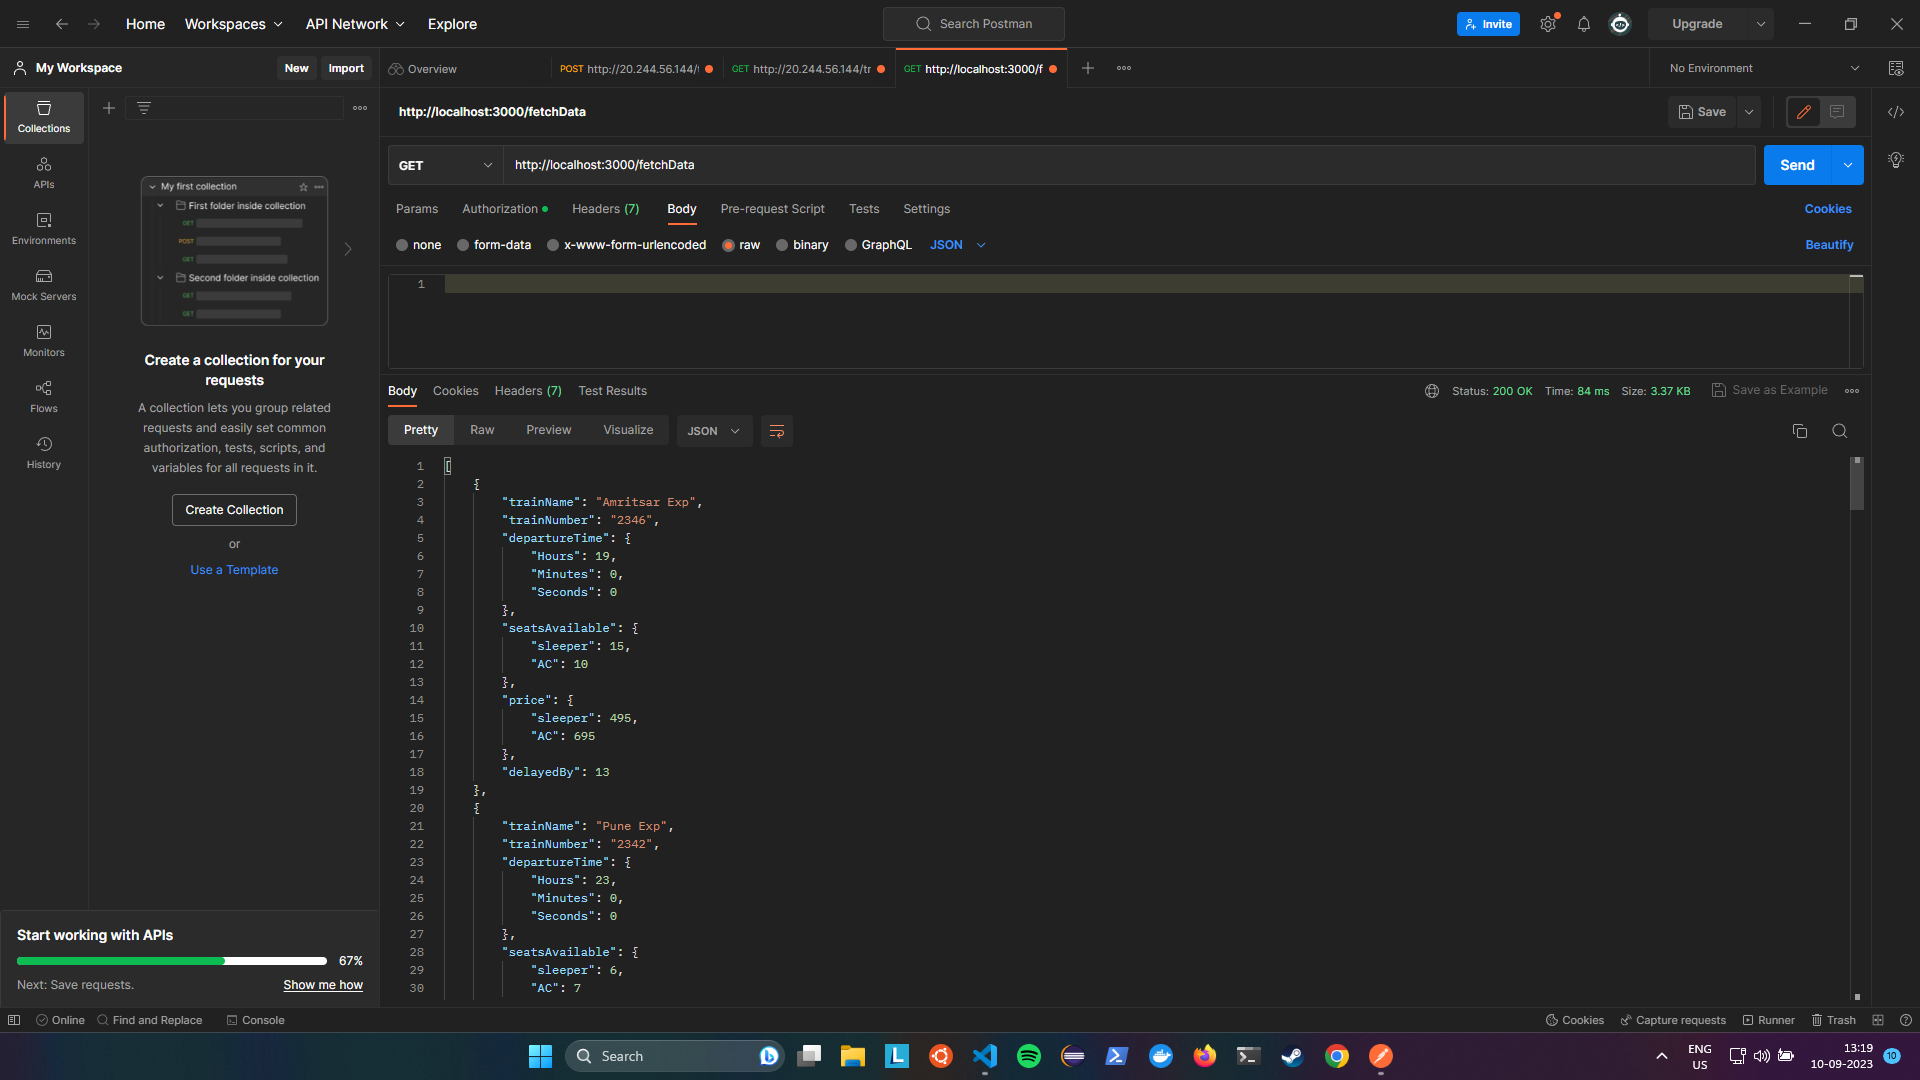 Home Workspaces API Network Explore Search Postman Invite Upgrade
My Workspace New Import Overview POST http://20.244.56.144/t GET http://20.244.56.144/tr GET http://localhost:3000/f No Environment
http://localhost:3000/fetchData Save
GET http://localhost:3000/fetchData Send
Params Authorization Headers (7) Body Pre-request Script Tests Settings Cookies
none form-data x-www-form-urlencoded raw binary GraphQL JSON Beautify
1
Collections
APIs
Environments
Mock Servers
Monitors
Flows
History
My first collection
First folder inside collection
GET
POST
GET
Second folder inside collection
GET
GET
Create a collection for your
requests
A collection lets you group related
requests and easily set common
authorization, tests, scripts, and
variables for all requests in it.
Create Collection
or
Use a Template
Body Cookies Headers (7) Test Results Status: 200 OK Time: 84 ms Size: 3.37 KB Save as Example
Pretty Raw Preview Visualize JSON
1 [
2 {
3 "trainName": "Amritsar Exp",
4 "trainNumber": "2346",
5 "departureTime": {
6 "Hours": 19,
7 "Minutes": 0,
8 "Seconds": 0
9 },
10 "seatsAvailable": {
11 "sleeper": 15,
12 "AC": 10
13 },
14 "price": {
15 "sleeper": 495,
16 "AC": 695
17 },
18 "delayedBy": 13
19 },
20 {
21 "trainName": "Pune Exp",
22 "trainNumber": "2342",
23 "departureTime": {
24 "Hours": 23,
25 "Minutes": 0,
26 "Seconds": 0
27 },
28 "seatsAvailable": {
29 "sleeper": 6,
30 "AC": 7
Start working with APIs
67%
Next: Save requests. Show me how
Online Find and Replace Console Cookies Capture requests Runner Trash
Search
ENG
US
13:19
10-09-2023
10